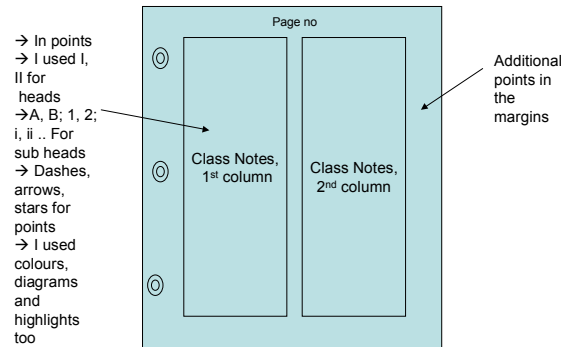 Page no
→ In points
→ I used I,
II for
heads
→A, B; 1, 2;
i, ii .. For
sub heads
→ Dashes,
arrows,
stars for
points
→ I used
colours,
diagrams
and
highlights
too
Class Notes,
1st column
Class Notes,
2nd column
Additional
points in
the
margins